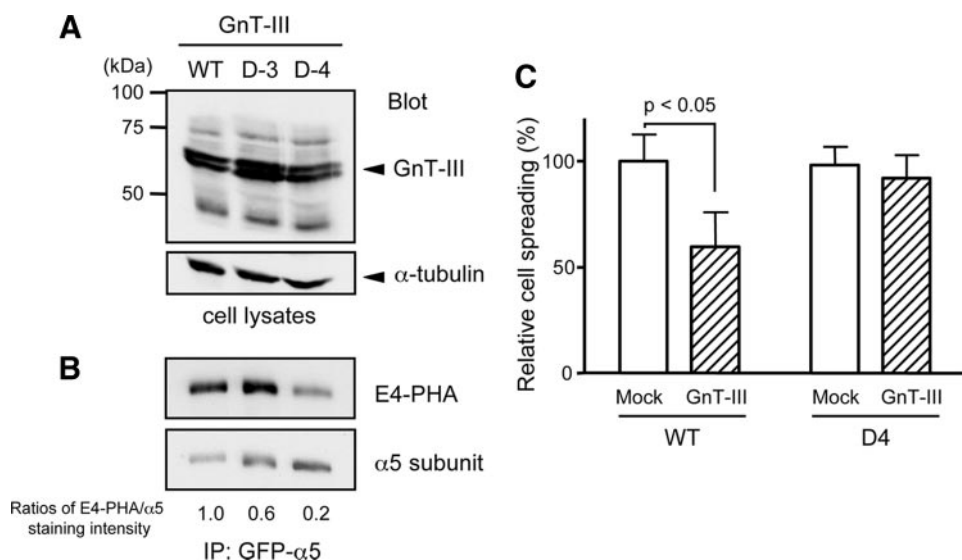 A
GnT-III
(kDa) WT D-3 D-4
100
75
50
Blot
GnT-III
α-tubulin
cell lysates
B
E4-PHA
α5 subunit
Ratios of E4-PHA/α5
staining intensity
1.0 0.6 0.2
IP: GFP-α5
C
p < 0.05
Relative cell spreading (%)
100
50
0
Mock GnT-III Mock GnT-III
WT D4